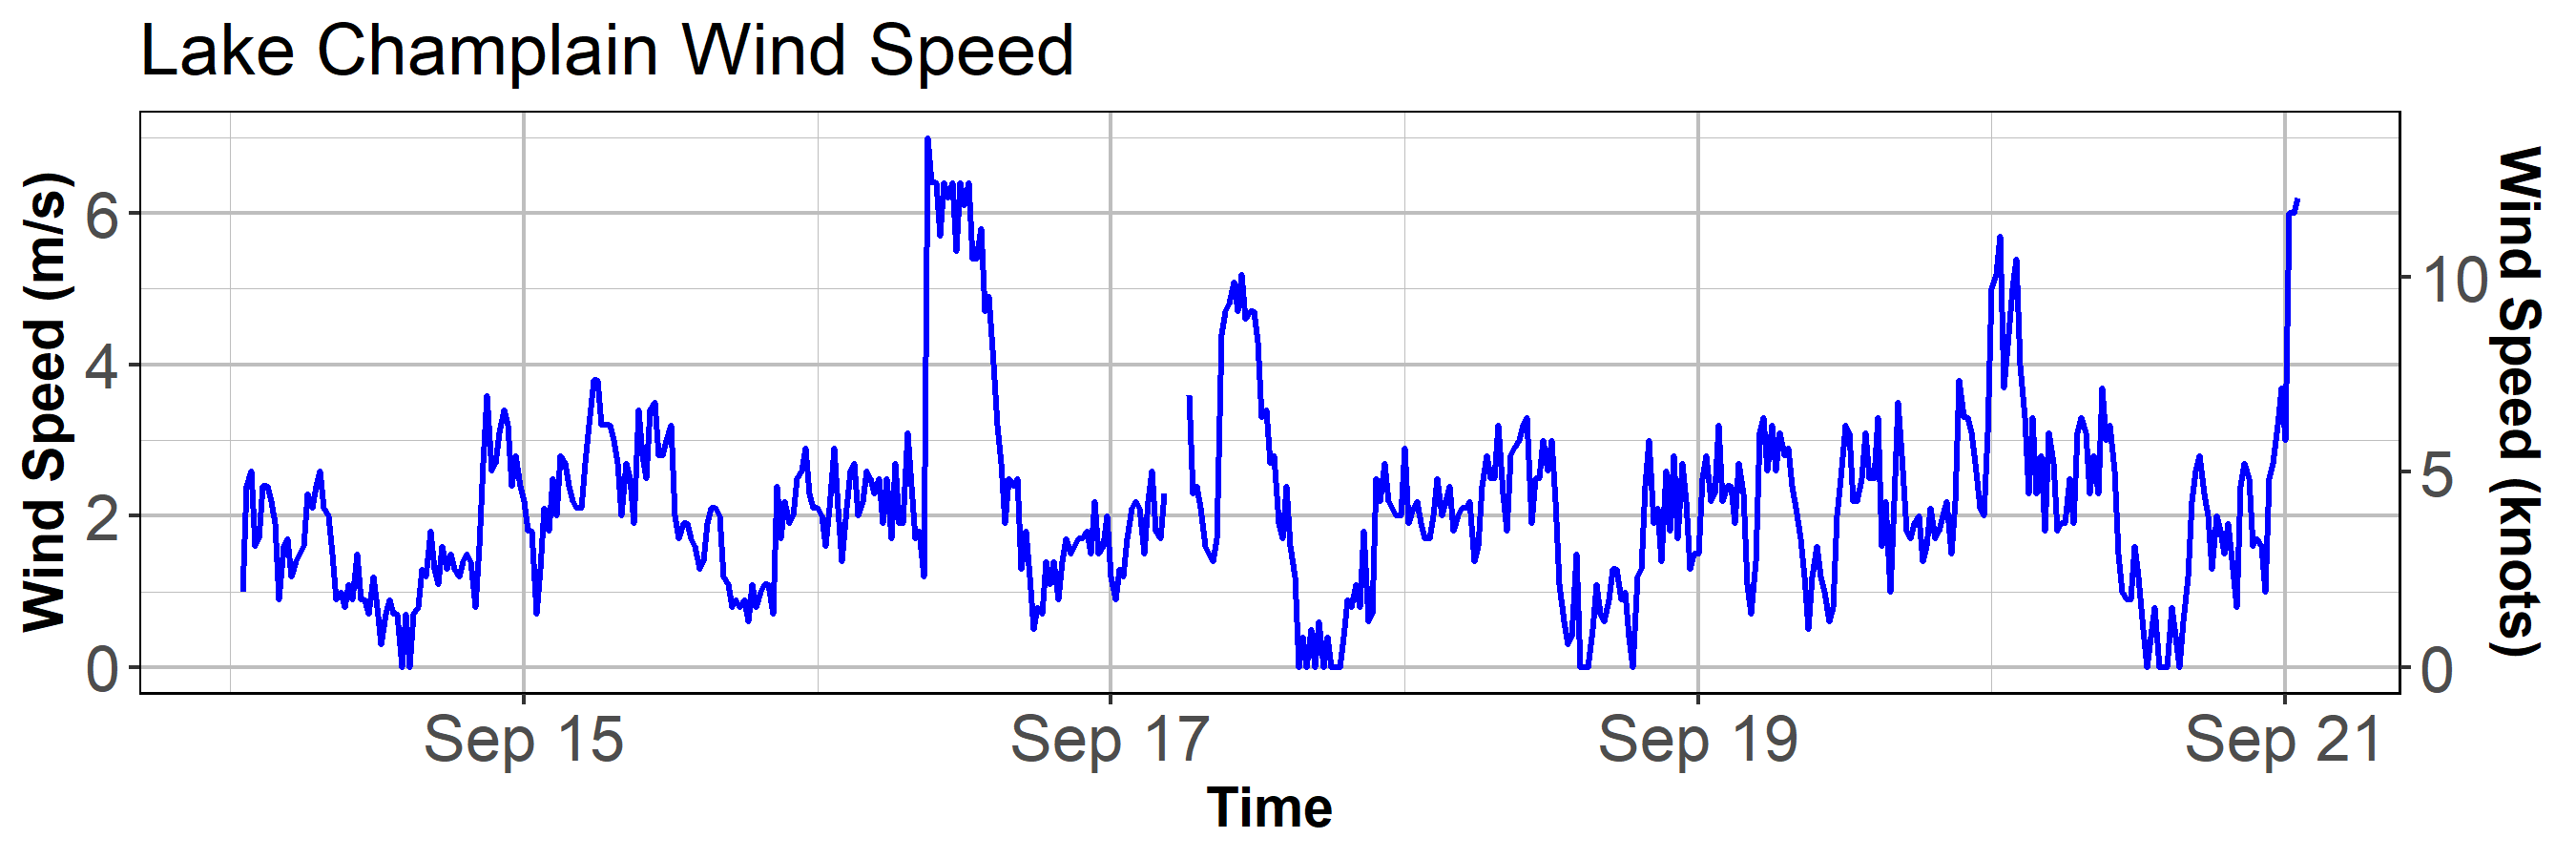 Lake Champlain Wind Speed
Wind Speed (m/s)
6
4
2
0
Wind Speed (knots)
10
5
0
Sep 15
Sep 17
Sep 19
Sep 21
Time